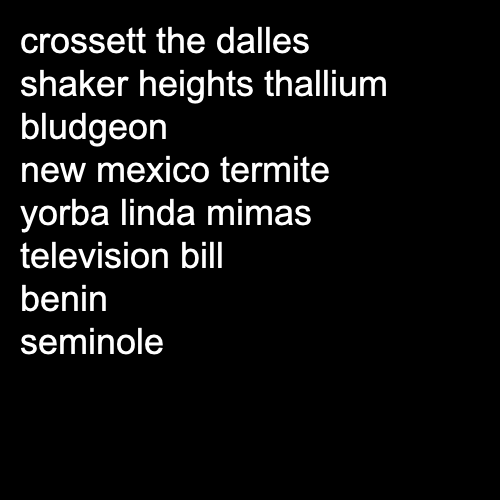 crossett the dalles
shaker heights thallium
bludgeon
new mexico termite
yorba linda mimas
television bill
benin
seminole